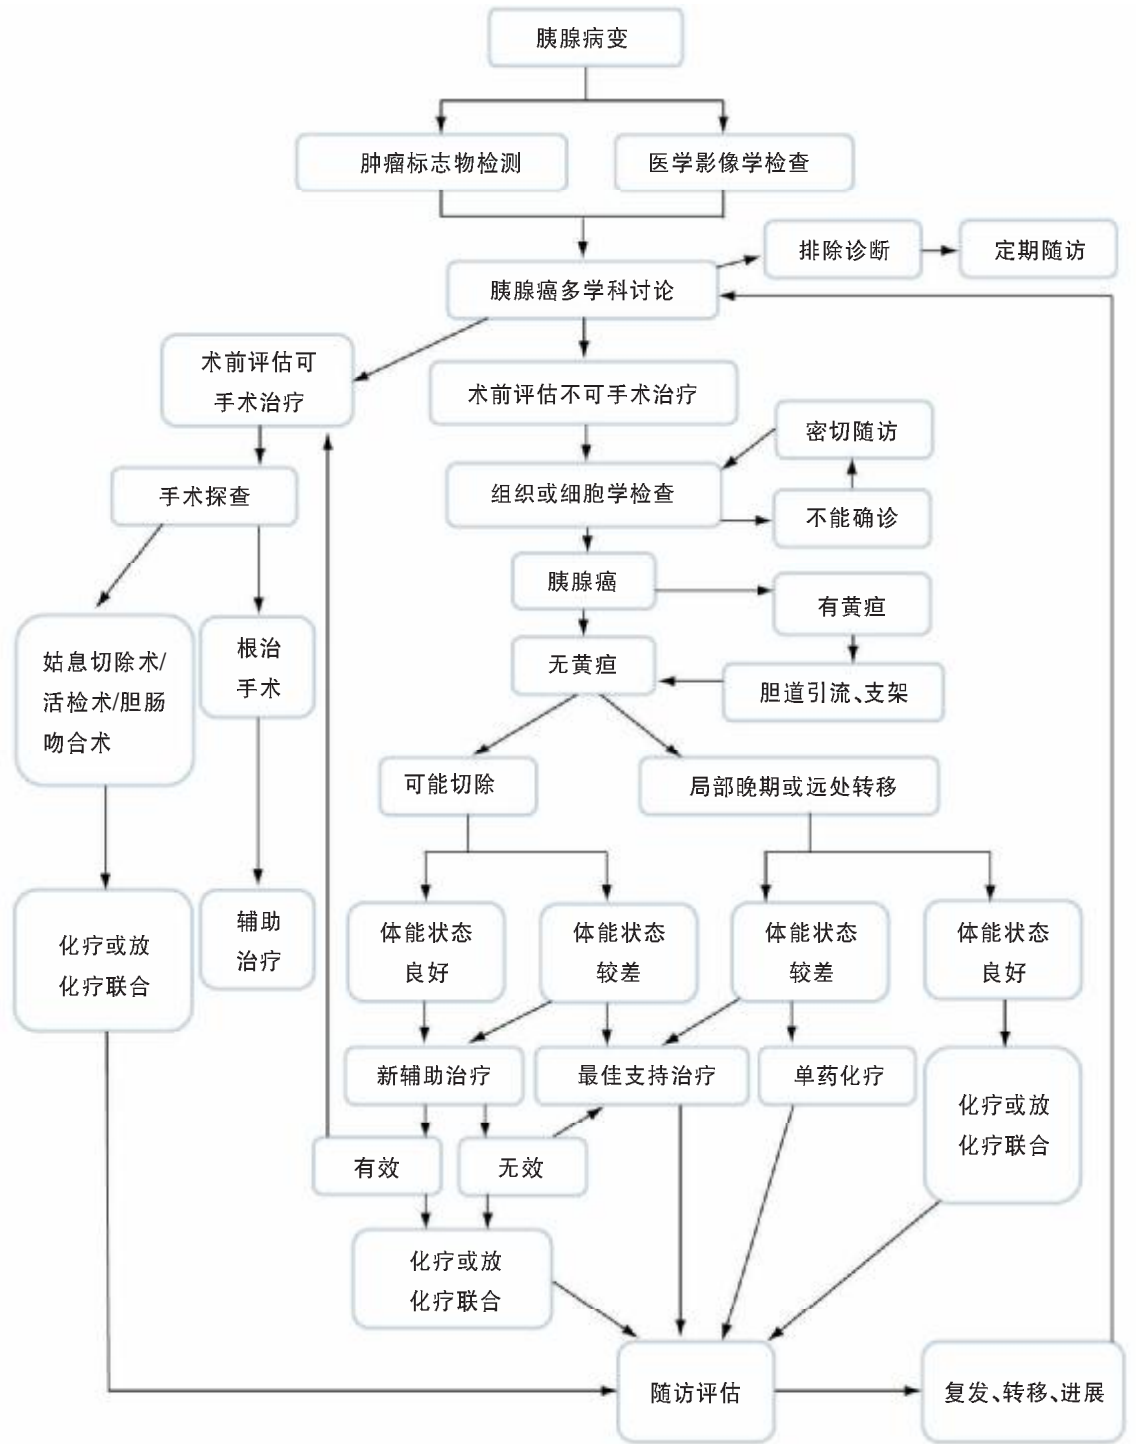 胰腺病变
肿瘤标志物检测
医学影像学检查
排除诊断
定期随访
胰腺癌多学科讨论
术前评估可
手术治疗
术前评估不可手术治疗
密切随访
手术探查
组织或细胞学检查
不能确诊
胰腺癌
有黄疸
姑息切除术/
活检术/胆肠
吻合术
根治
手术
无黄疸
胆道引流、支架
可能切除
局部晚期或远处转移
化疗或放
化疗联合
辅助
治疗
体能状态
良好
体能状态
较差
体能状态
较差
体能状态
良好
新辅助治疗
最佳支持治疗
单药化疗
化疗或放
化疗联合
有效
无效
化疗或放
化疗联合
随访评估
复发、转移、进展